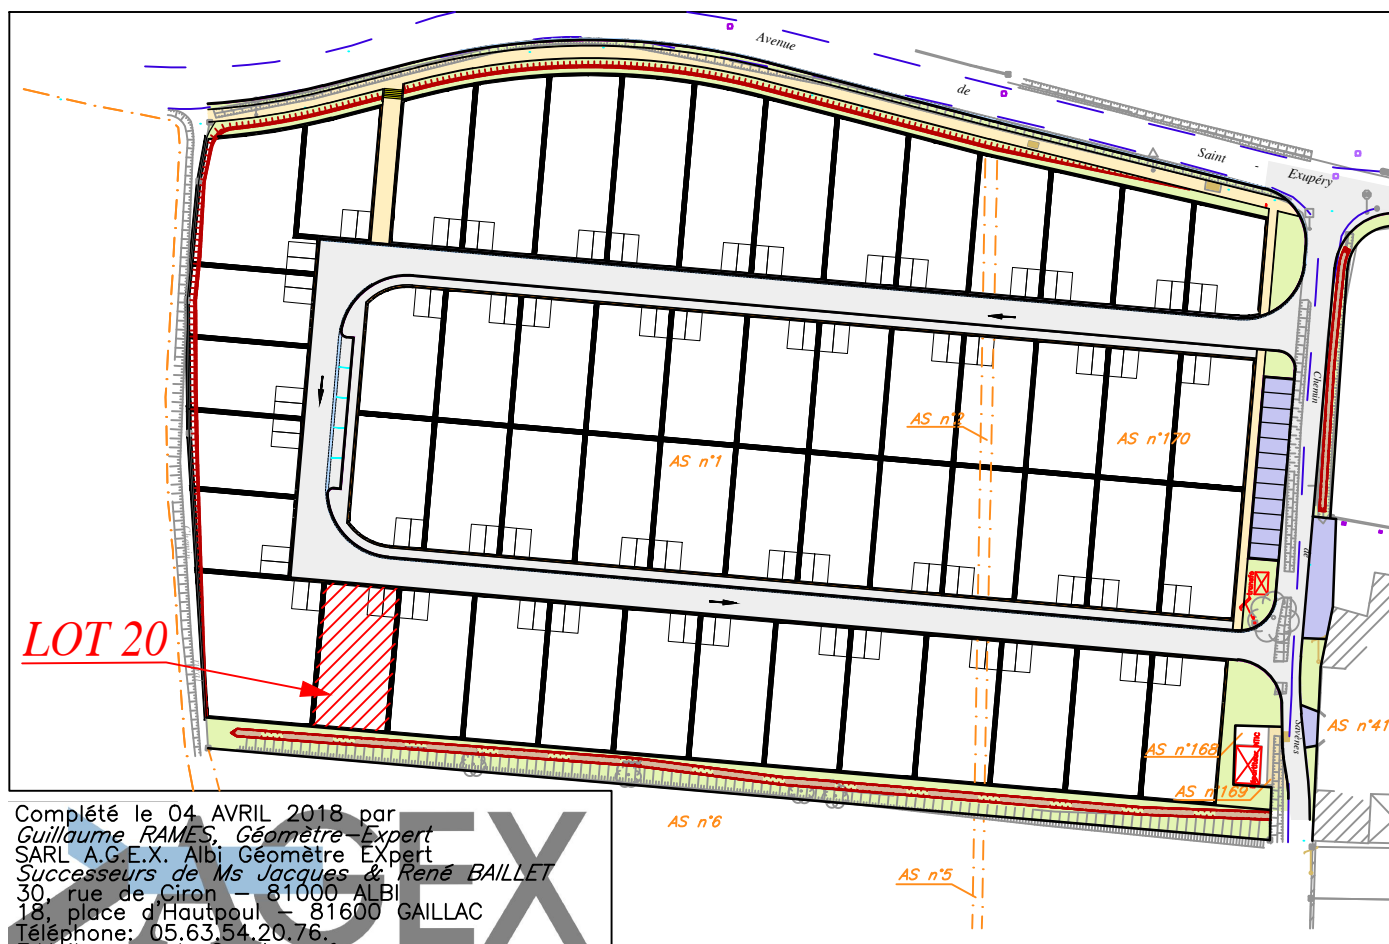 Avenue
de
Saint
-
Exupéry
Chemin
de
Savènes
AS n°2
AS n°170
AS n°1
LOT 20
AS n°41
AS n°168
AS n°169
AS n°6
AS n°5
Complété le 04 AVRIL 2018 par
Guillaume RAMES, Géomètre-Expert
SARL A.G.E.X. Albi Géomètre EXpert
Successeurs de Ms Jacques & René BAILLET
30, rue de Ciron - 81000 ALBI
18, place d'Hautpoul - 81600 GAILLAC
Téléphone: 05.63.54.20.76.
AGEX